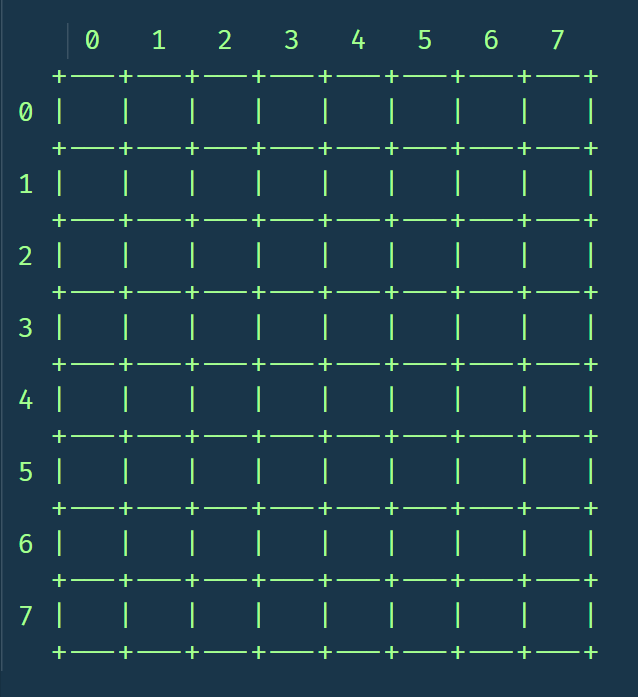 0   1   2   3   4   5   6   7
  +---+---+---+---+---+---+---+---+
0 |   |   |   |   |   |   |   |   |
  +---+---+---+---+---+---+---+---+
1 |   |   |   |   |   |   |   |   |
  +---+---+---+---+---+---+---+---+
2 |   |   |   |   |   |   |   |   |
  +---+---+---+---+---+---+---+---+
3 |   |   |   |   |   |   |   |   |
  +---+---+---+---+---+---+---+---+
4 |   |   |   |   |   |   |   |   |
  +---+---+---+---+---+---+---+---+
5 |   |   |   |   |   |   |   |   |
  +---+---+---+---+---+---+---+---+
6 |   |   |   |   |   |   |   |   |
  +---+---+---+---+---+---+---+---+
7 |   |   |   |   |   |   |   |   |
  +---+---+---+---+---+---+---+---+